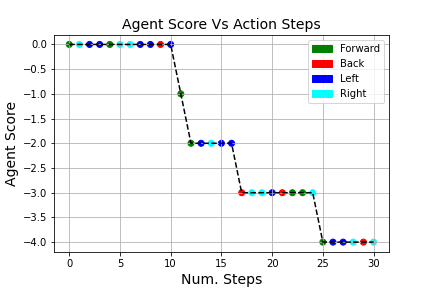 Agent Score Vs Action Steps
Agent Score
0.0
−0.5
−1.0
−1.5
−2.0
−2.5
−3.0
−3.5
−4.0
Forward
Back
Left
Right
0 5 10 15 20 25 30
Num. Steps